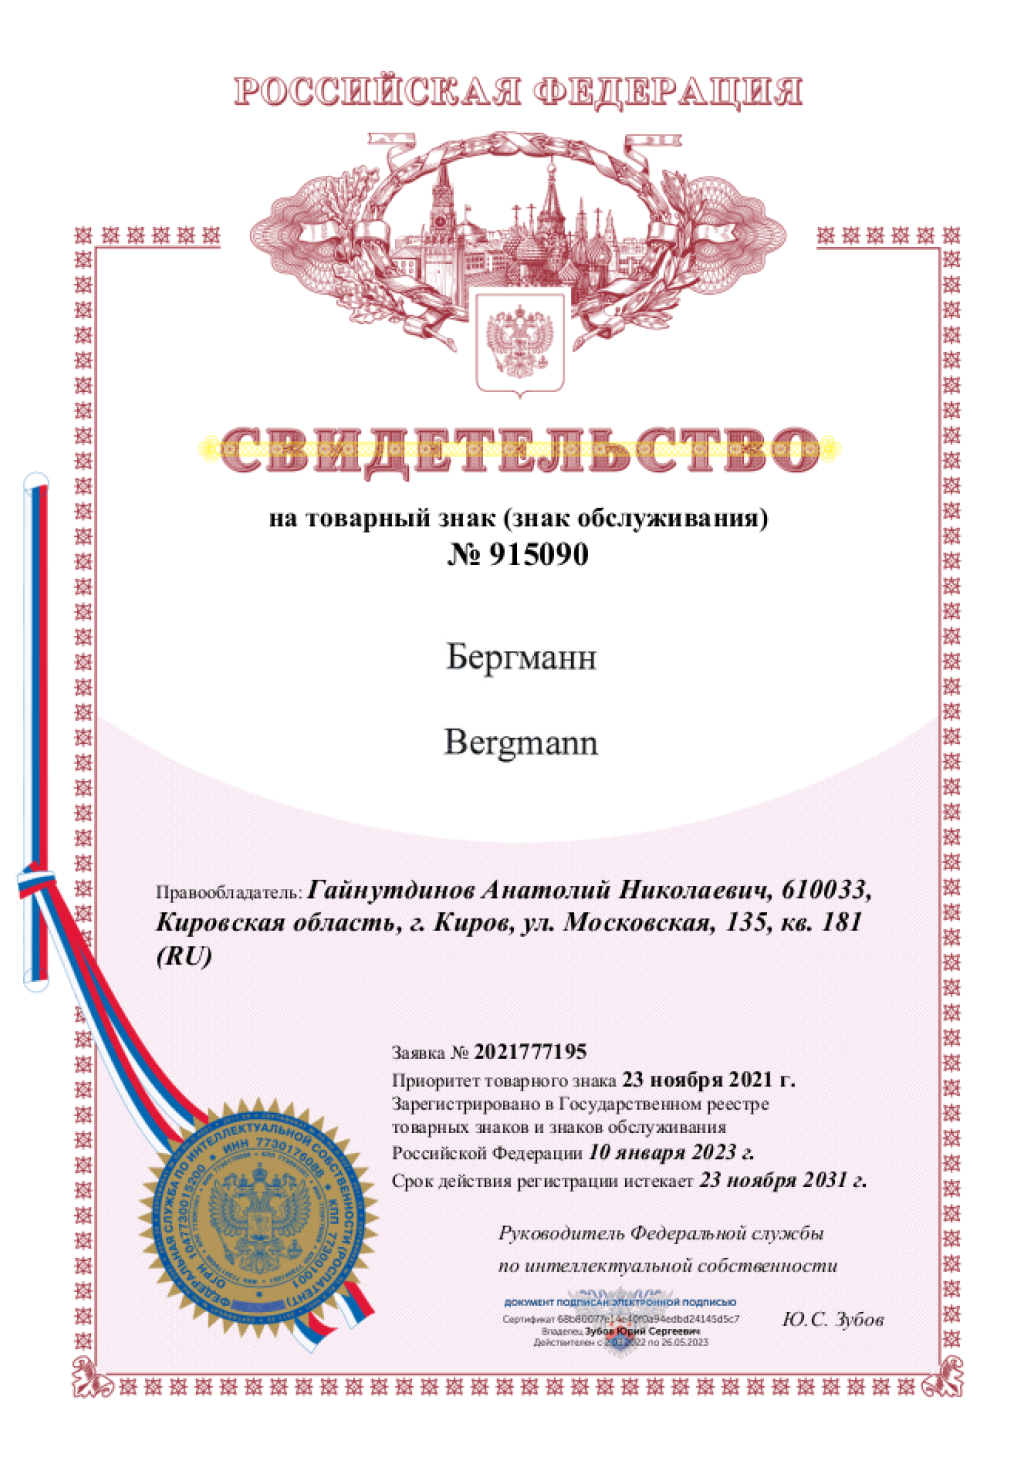 РОССИЙСКАЯ ФЕДЕРАЦИЯ
СВИДЕТЕЛЬСТВО
на товарный знак (знак обслуживания)
№ 915090
Бергманн
Bergmann
Правообладатель: Гайнутдинов Анатолий Николаевич, 610033,
Кировская область, г. Киров, ул. Московская, 135, кв. 181
(RU)
Заявка № 2021777195
Приоритет товарного знака 23 ноября 2021 г.
Зарегистрировано в Государственном реестре
товарных знаков и знаков обслуживания
Российской Федерации 10 января 2023 г.
Срок действия регистрации истекает 23 ноября 2031 г.
Руководитель Федеральной службы
по интеллектуальной собственности
ДОКУМЕНТ ПОДПИСАН ЭЛЕКТРОННОЙ ПОДПИСЬЮ
Сертификат
Владелец Зубов Юрий Сергеевич
Действителен с 2.03.2022 по 26.05.2023
Ю.С. Зубов
ФЕДЕРАЛЬНАЯ СЛУЖБА ПО ИНТЕЛЛЕКТУАЛЬНОЙ СОБСТВЕННОСТИ (РОСПАТЕНТ)
ОГРН 1047730015200 * ИНН 7730176088 * КПП 773001001